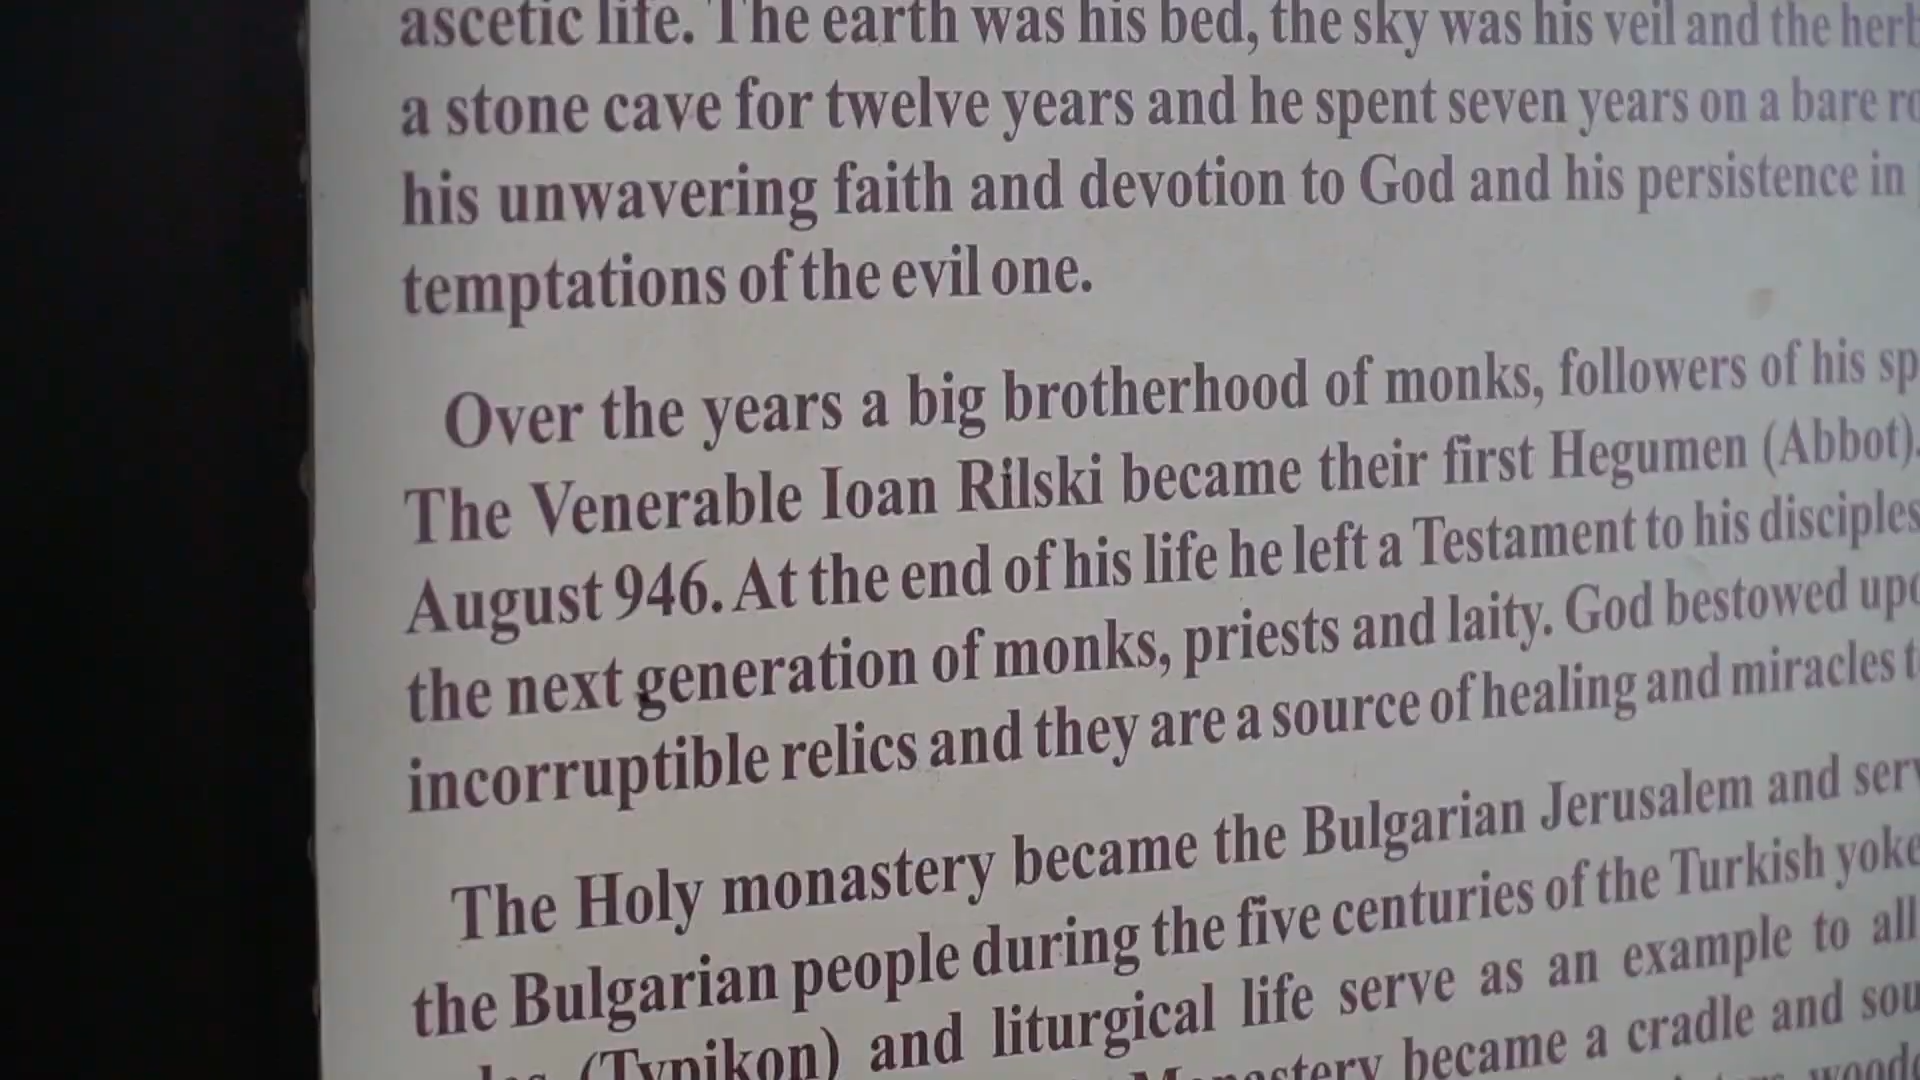 ascetic life. The earth was his bed, the sky was his veil and the
a stone cave for twelve years and he spent seven years on a bare
his unwavering faith and devotion to God and his persistence in
temptations of the evil one.
Over the years a big brotherhood of monks, followers of his
The Venerable Ioan Rilski became their first Hegumen (Abbot).
August 946. At the end of his life he left a Testament to his disciples
the next generation of monks, priests and laity. God bestowed
incorruptible relics and they are a source of healing and miracles
The Holy monastery became the Bulgarian Jerusalem and
the Bulgarian people during the five centuries of the Turkish yoke
(Typikon) and liturgical life serve as an example to all
Monastery became a cradle and